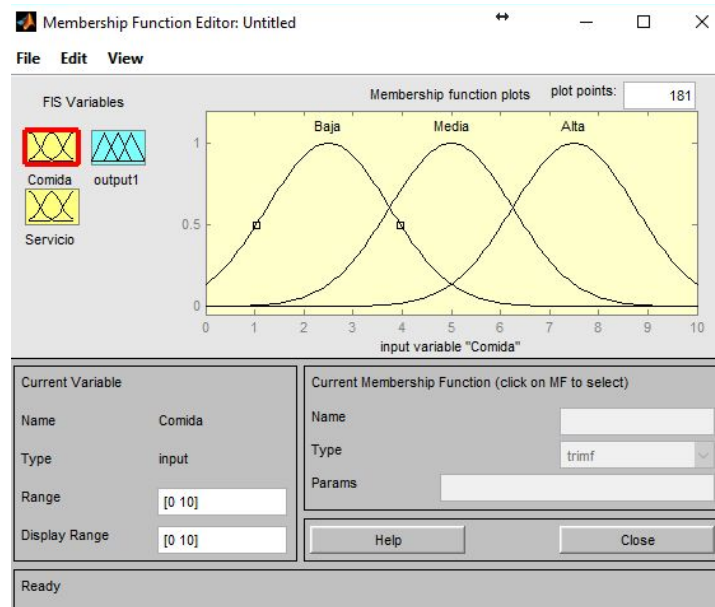 Membership Function Editor: Untitled
File Edit View
FIS Variables
Comida output1
Servicio
Membership function plots plot points: 181
Baja Media Alta
1
0.5
0
0 1 2 3 4 5 6 7 8 9 10
input variable "Comida"
Current Variable
Name Comida
Type input
Range [0 10]
Display Range [0 10]
Current Membership Function (click on MF to select)
Name
Type trimf
Params
Help Close
Ready